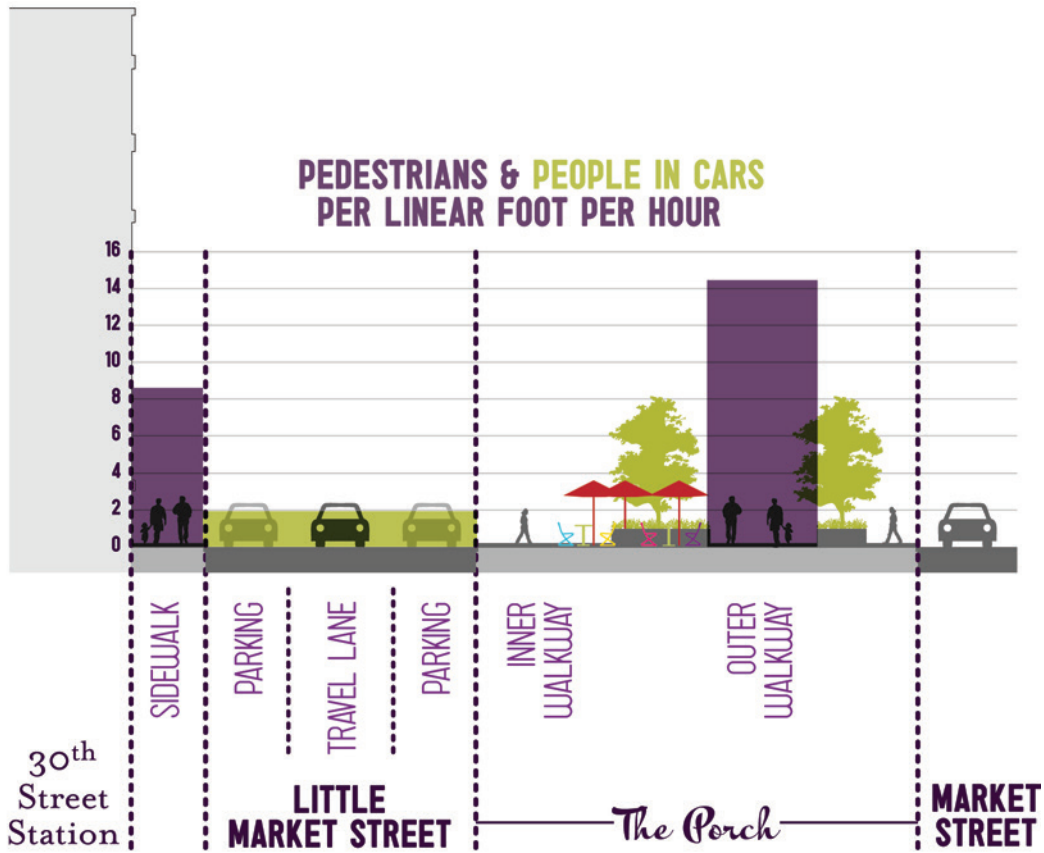 PEDESTRIANS & PEOPLE IN CARS
PER LINEAR FOOT PER HOUR
16
14
12
10
8
6
4
2
0
SIDEWALK
PARKING
TRAVEL LANE
PARKING
INNER
WALKWAY
OUTER
WALKWAY
30th
Street
Station
LITTLE
MARKET STREET
The Porch
MARKET
STREET